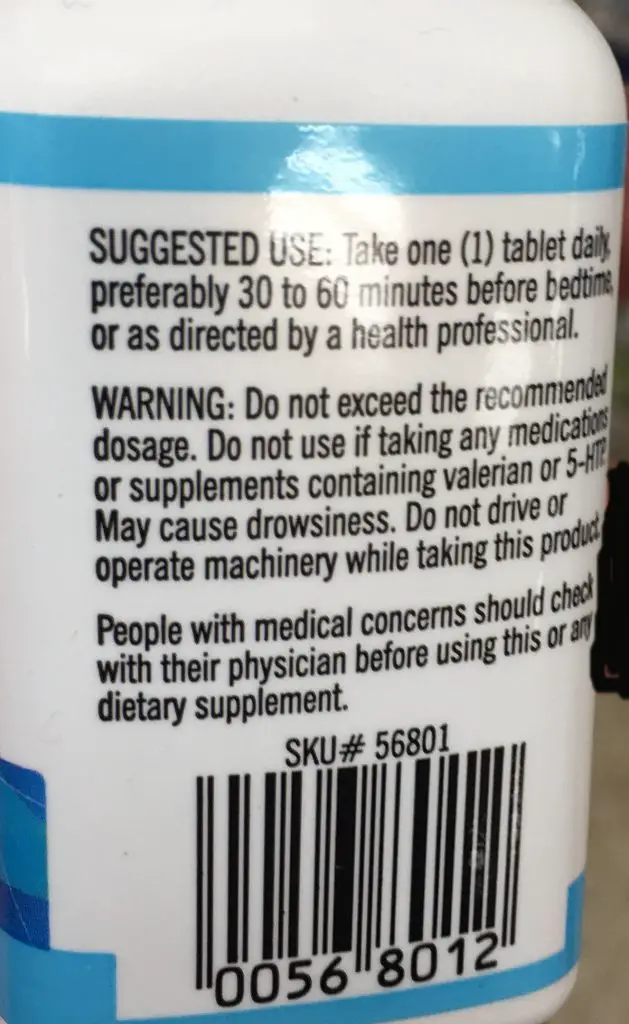 SUGGESTED USE: Take one (1) tablet daily,
preferably 30 to 60 minutes before bedtime,
or as directed by a health professional.
WARNING: Do not exceed the recommended
dosage. Do not use if taking any medications
or supplements containing valerian or 5-HTP.
May cause drowsiness. Do not drive or
operate machinery while taking this product.
People with medical concerns should check
with their physician before using this or any
dietary supplement.
SKU# 56801
0056 8012